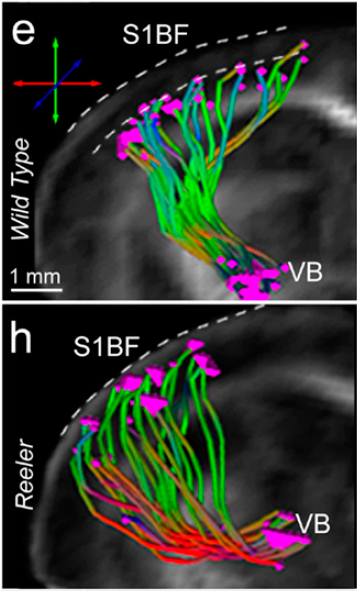 e
S1BF
Wild Type
VB
1 mm
h
S1BF
Reeler
VB